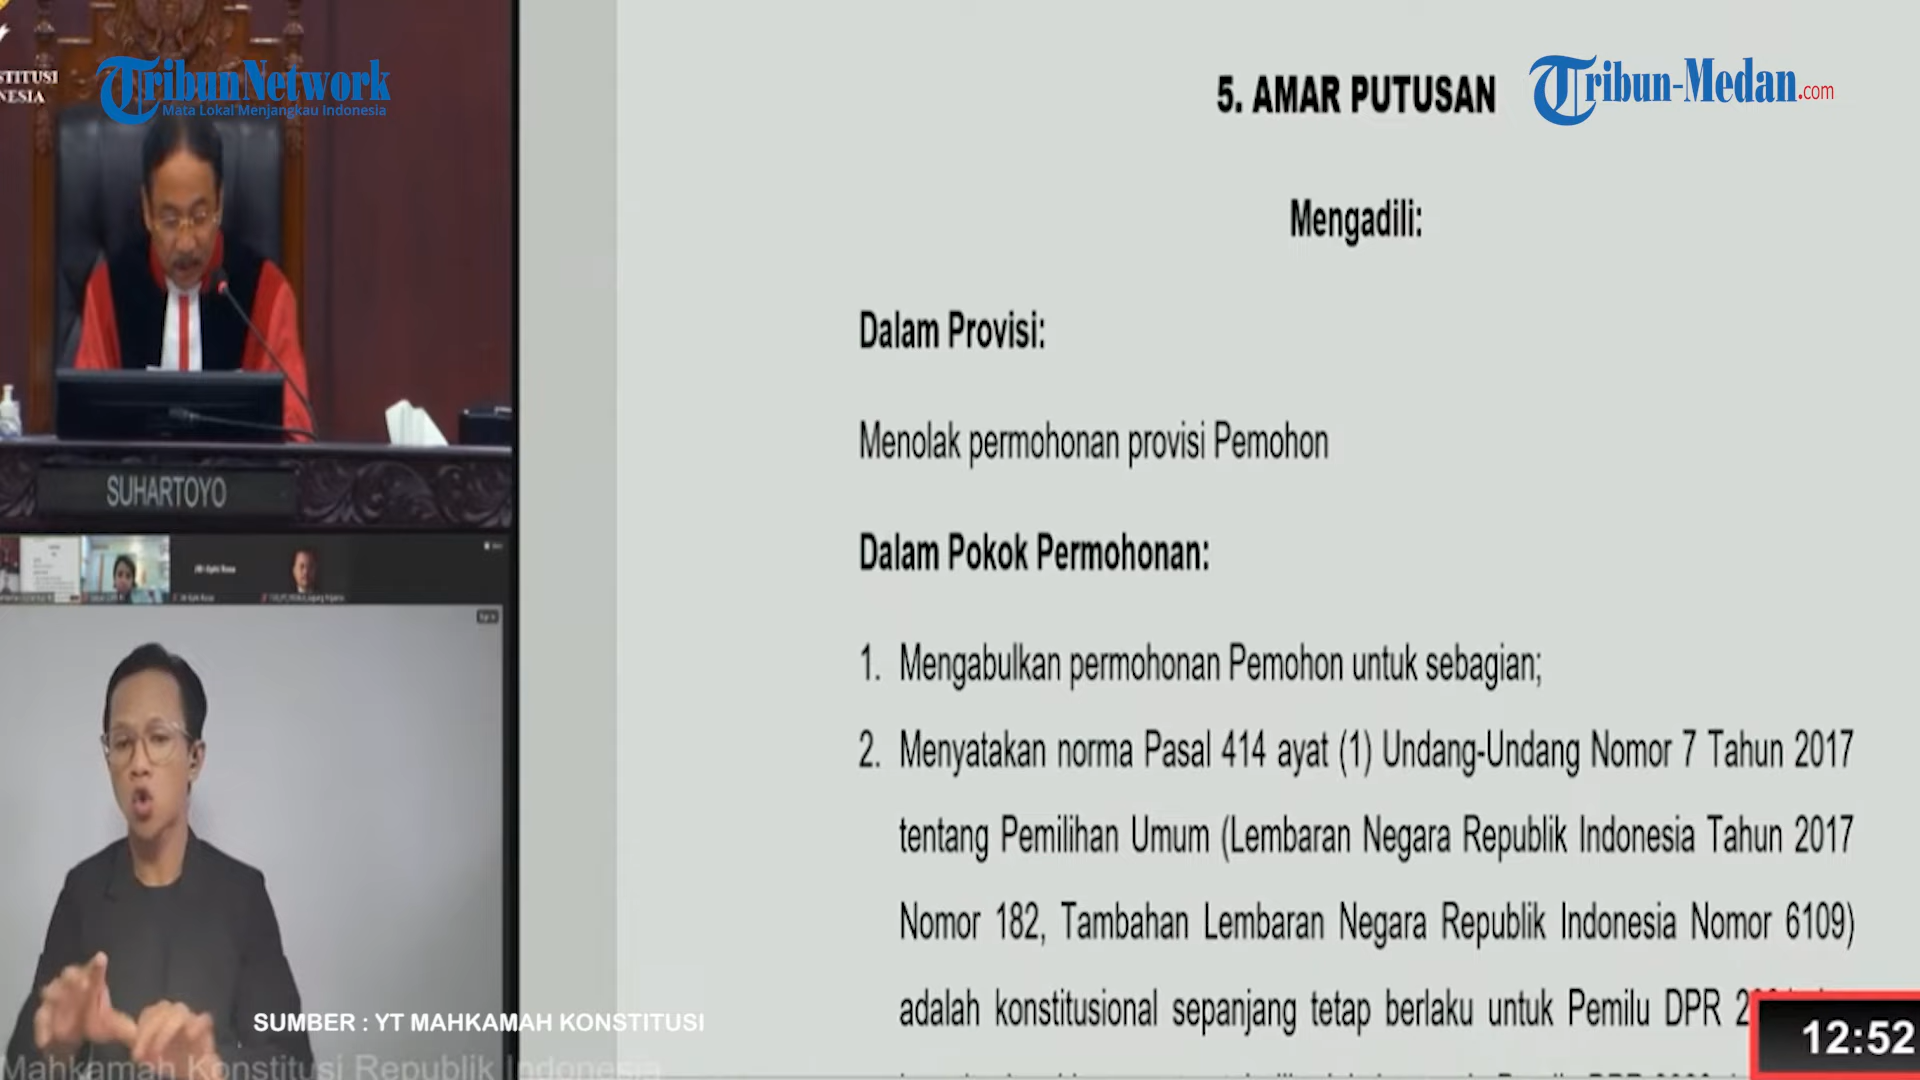 STITUSI
NESIA
TribunNetwork
Mata Lokal Menjangkau Indonesia
Tribun-Medan.com
5. AMAR PUTUSAN
Mengadili:
Dalam Provisi:
Menolak permohonan provisi Pemohon
Dalam Pokok Permohonan:
1. Mengabulkan permohonan Pemohon untuk sebagian;
2. Menyatakan norma Pasal 414 ayat (1) Undang-Undang Nomor 7 Tahun 2017
tentang Pemilihan Umum (Lembaran Negara Republik Indonesia Tahun 2017
Nomor 182, Tambahan Lembaran Negara Republik Indonesia Nomor 6109)
adalah konstitusional sepanjang tetap berlaku untuk Pemilu DPR
SUHARTOYO
SUMBER : YT MAHKAMAH KONSTITUSI
Mahkamah Konstitusi Republik Indonesia
12:52